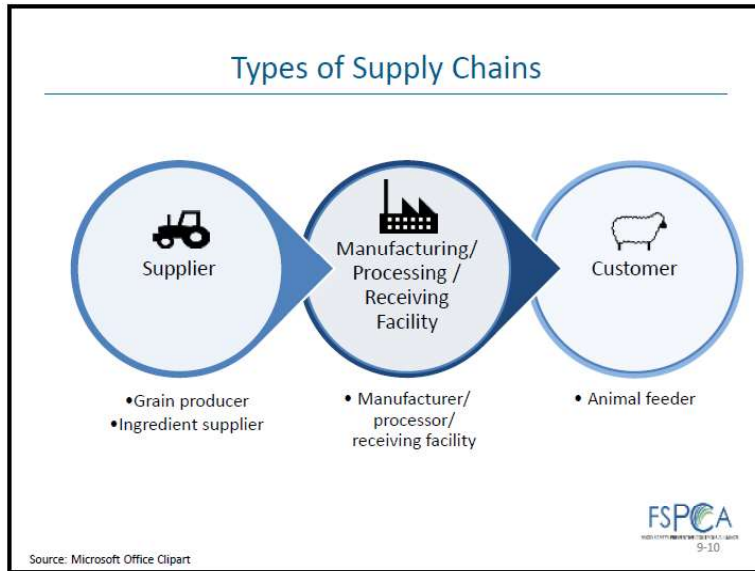 Types of Supply Chains
Supplier
Manufacturing/
Processing /
Receiving
Facility
Customer
•Grain producer
•Ingredient supplier
• Manufacturer/
processor/
receiving facility
• Animal feeder
FSPCA
9-10
Source: Microsoft Office Clipart